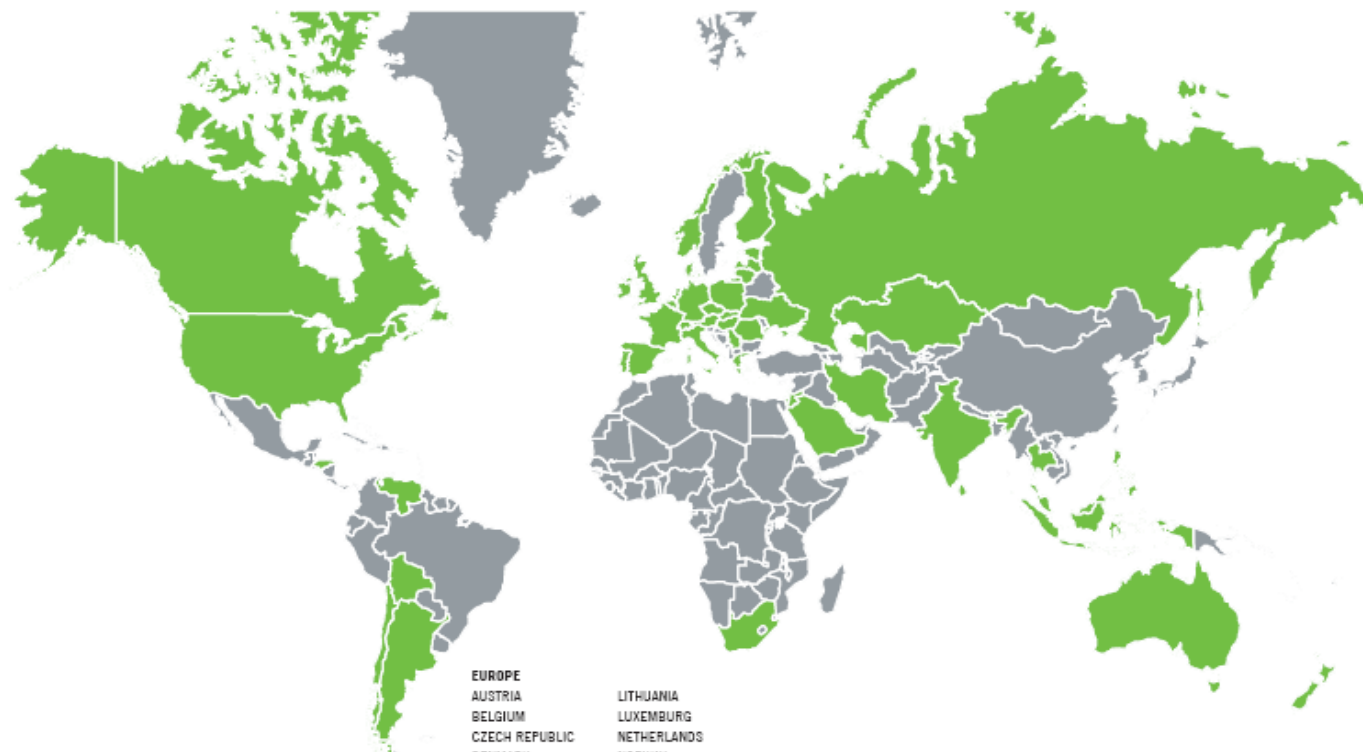 EUROPE
AUSTRIA
BELGIUM
CZECH REPUBLIC
LITHUANIA
LUXEMBURG
NETHERLANDS